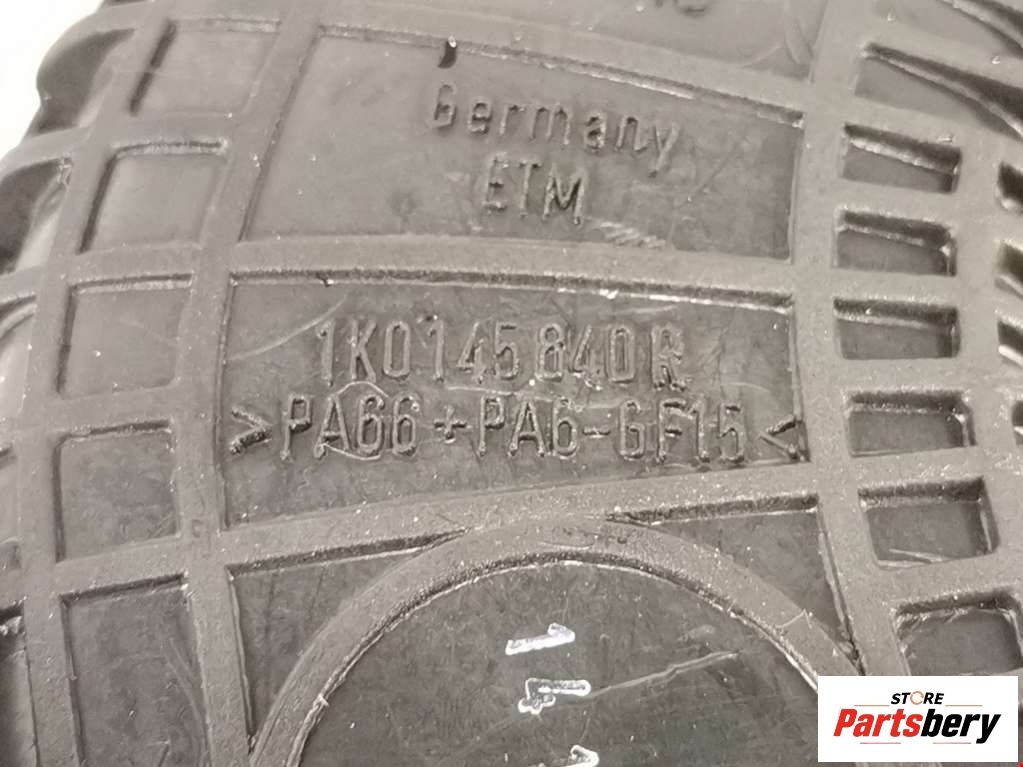 Germany
ETM
1K0145840R
>PA66+PA6-GF15<
STORE
Partsbery